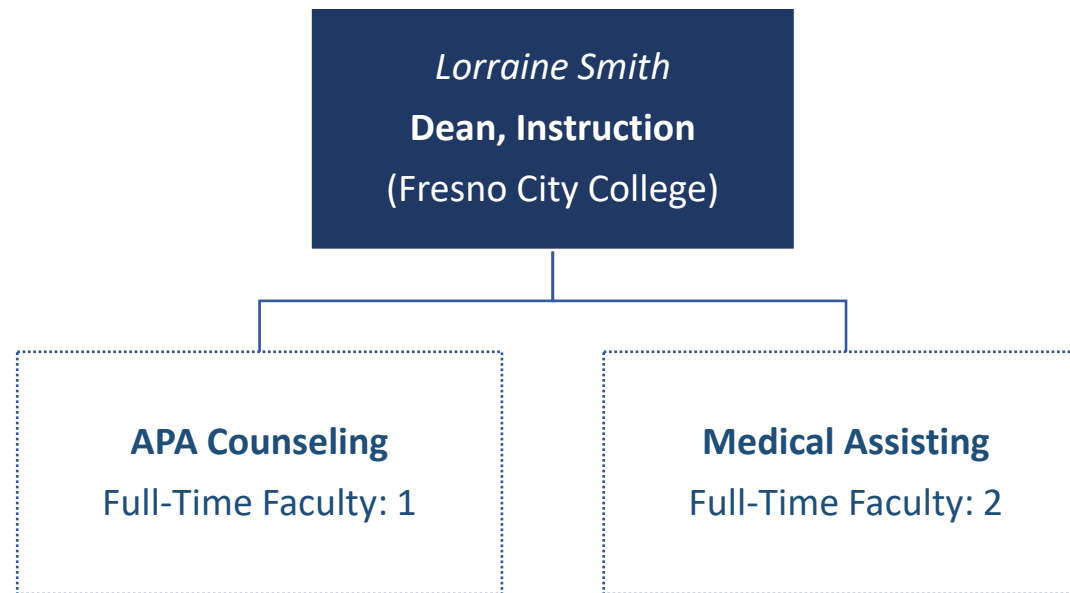 Lorraine Smith
Dean, Instruction
(Fresno City College)
APA Counseling
Full-Time Faculty: 1
Medical Assisting
Full-Time Faculty: 2